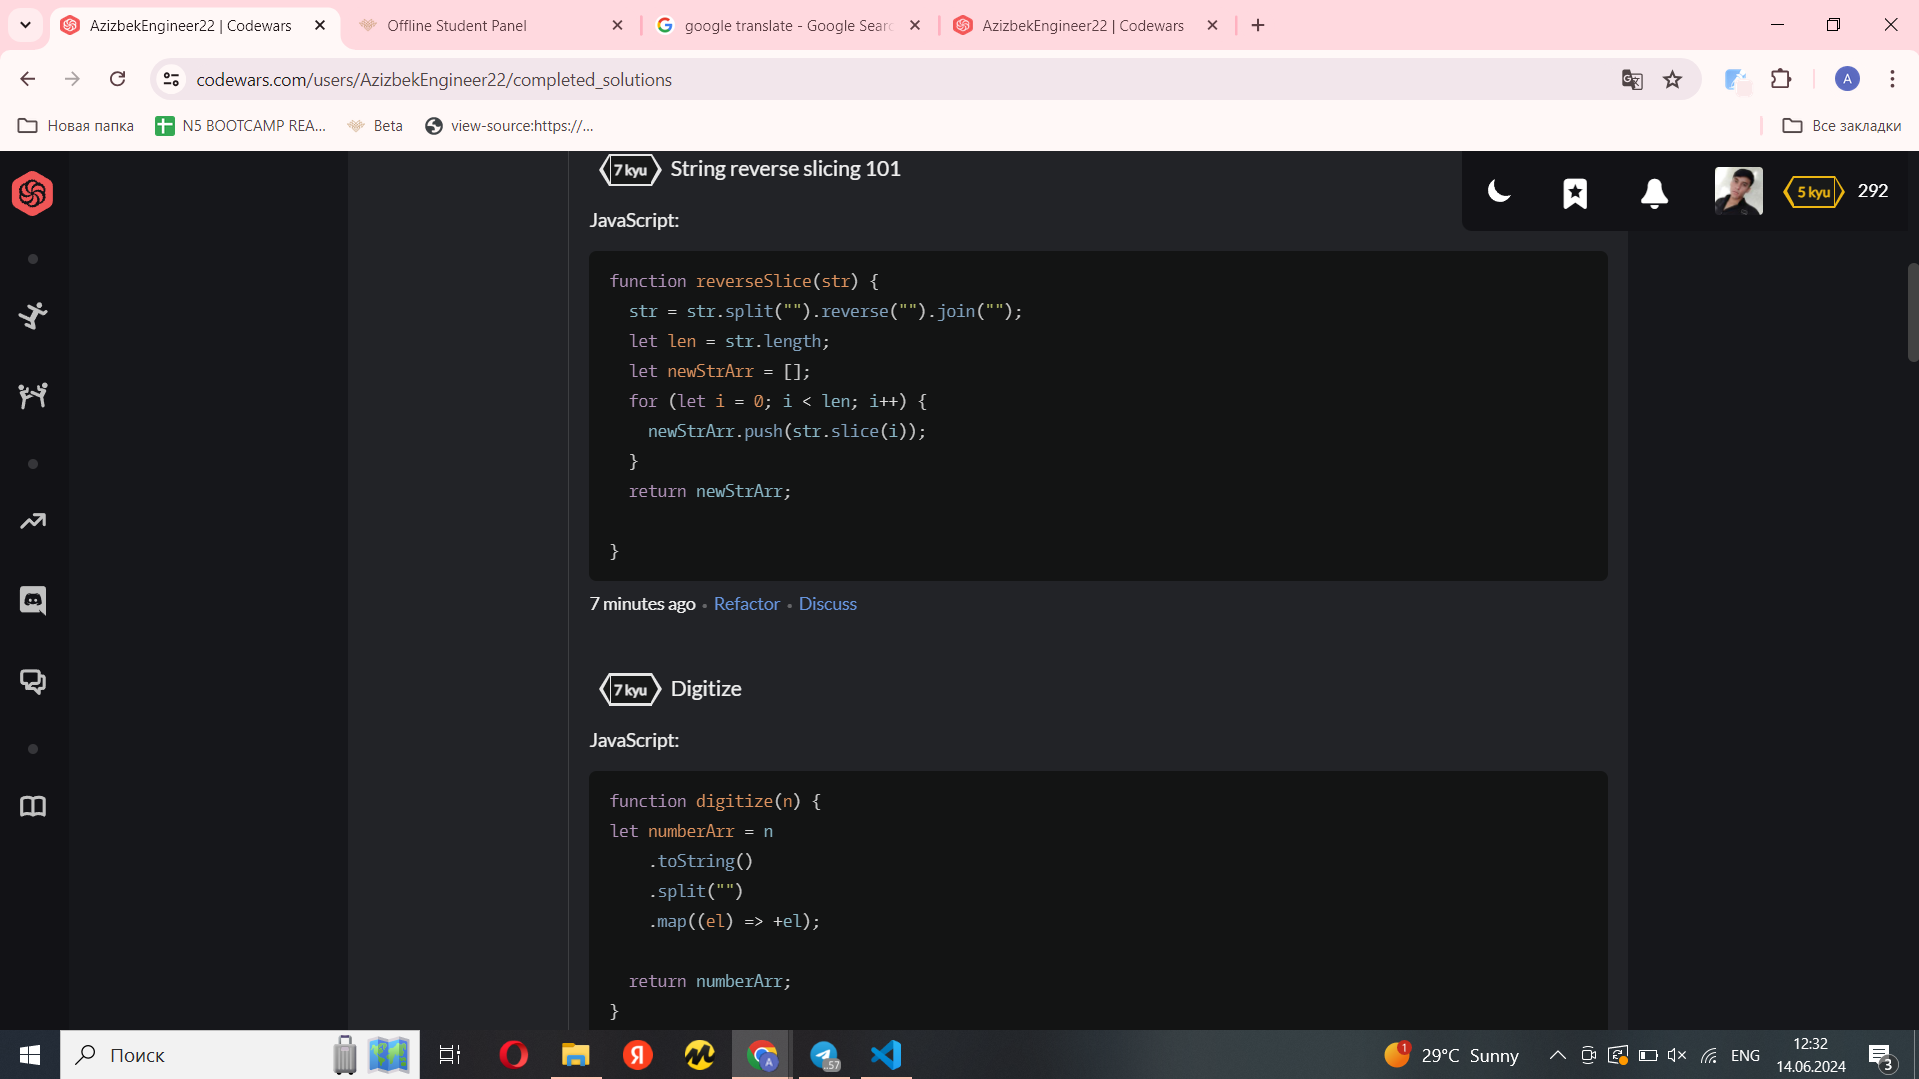 AzizbekEngineer22 | Codewars
Offline Student Panel
google translate - Google Searc
AzizbekEngineer22 | Codewars
codewars.com/users/AzizbekEngineer22/completed_solutions
A
Новая папка
N5 BOOTCAMP REA...
Beta
view-source:https://...
Все закладки
7 kyu String reverse slicing 101
5 kyu 292
JavaScript:
function reverseSlice(str) {
  str = str.split("").reverse("").join("");
  let len = str.length;
  let newStrArr = [];
  for (let i = 0; i < len; i++) {
    newStrArr.push(str.slice(i));
  }
  return newStrArr;
}
7 minutes ago • Refactor • Discuss
7 kyu Digitize
JavaScript:
function digitize(n) {
let numberArr = n
    .toString()
    .split("")
    .map((el) => +el);
  return numberArr;
}
Поиск
Я
A
..57
1
29°C Sunny
ENG
12:32
14.06.2024
3